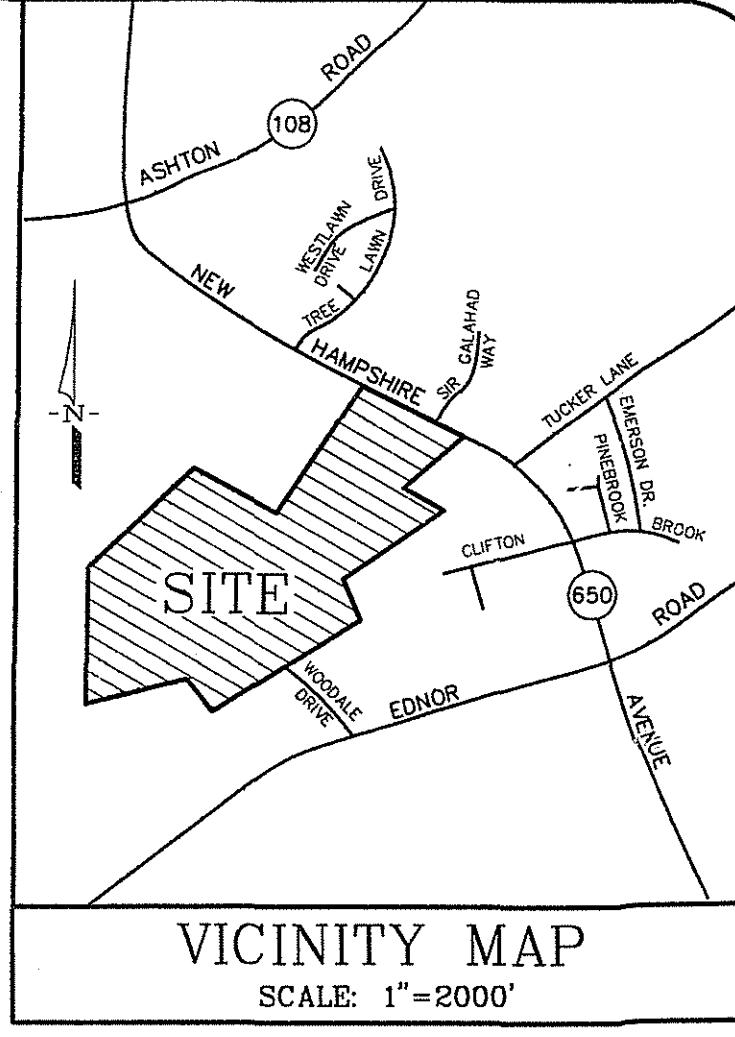 ROAD
108
ASHTON
DRIVE
WESTLAWN
DRIVE
LAWN
TREE
NEW
HAMPSHIRE
GALAHAD
WAY
SIR
TUCKER LANE
EMERSON DR.
PINEBROOK
-N-
CLIFTON
BROOK
SITE
650
ROAD
WOODALE
DRIVE
EDNOR
AVENUE
VICINITY MAP
SCALE: 1"=2000'